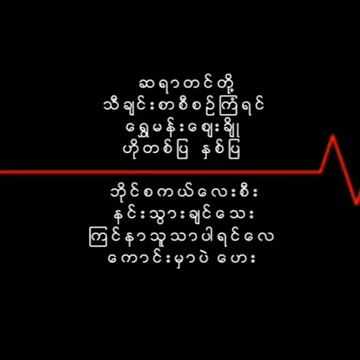 ဆရာတင်တို့
သီချင်းစာစီစဉ်ကြံရင်
ရွှေမန်းဈေးချို
ဟိုတစ်ပြ နှစ်ပြ
ဘိုင်စကယ်လေးစီး
နင်းသွားချင်သေး
ကြင်နာသူသာပါရင်လေ
ကောင်းမှာပဲ ဟေး